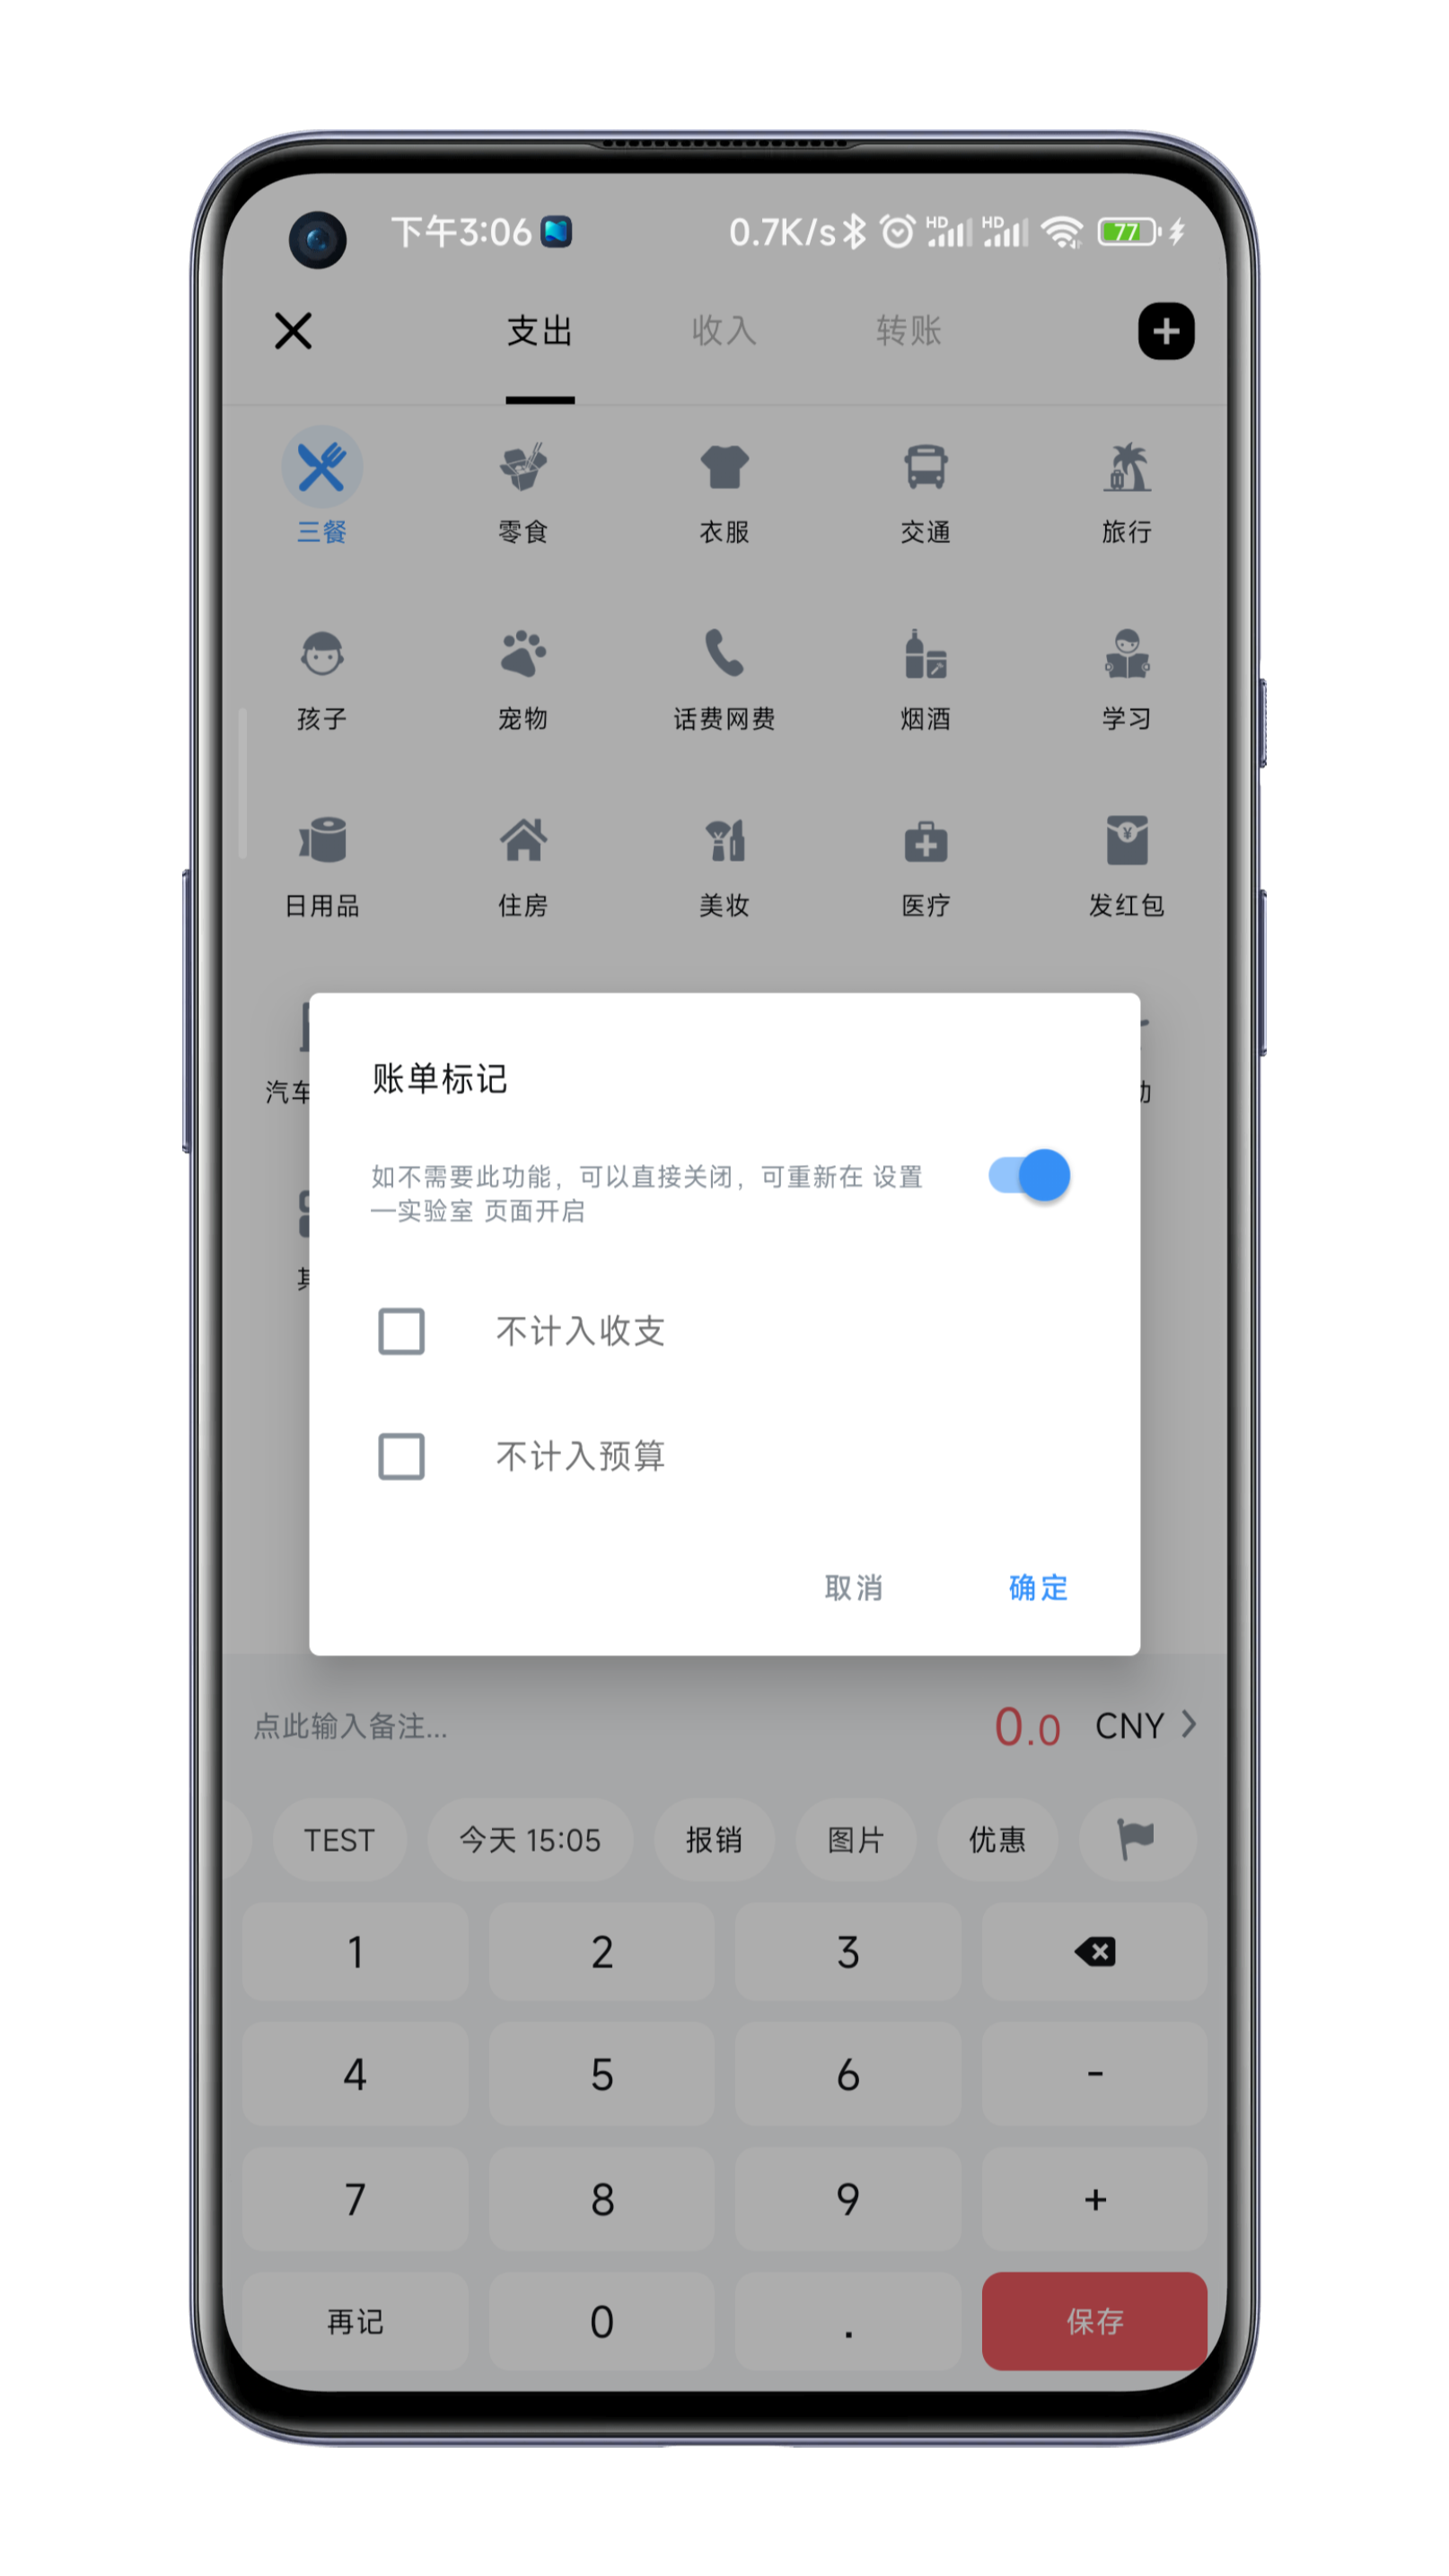 下午3:06
0.7K/s
HD
HD
77
支出
收入
转账
三餐
零食
衣服
交通
旅行
孩子
宠物
话费网费
烟酒
学习
日用品
住房
美妆
医疗
发红包
汽车
账单标记
如不需要此功能，可以直接关闭，可重新在 设置
—实验室 页面开启
不计入收支
不计入预算
取消
确定
点此输入备注...
0.0
CNY
TEST
今天 15:05
报销
图片
优惠
1
2
3
4
5
6
-
7
8
9
+
再记
0
.
保存